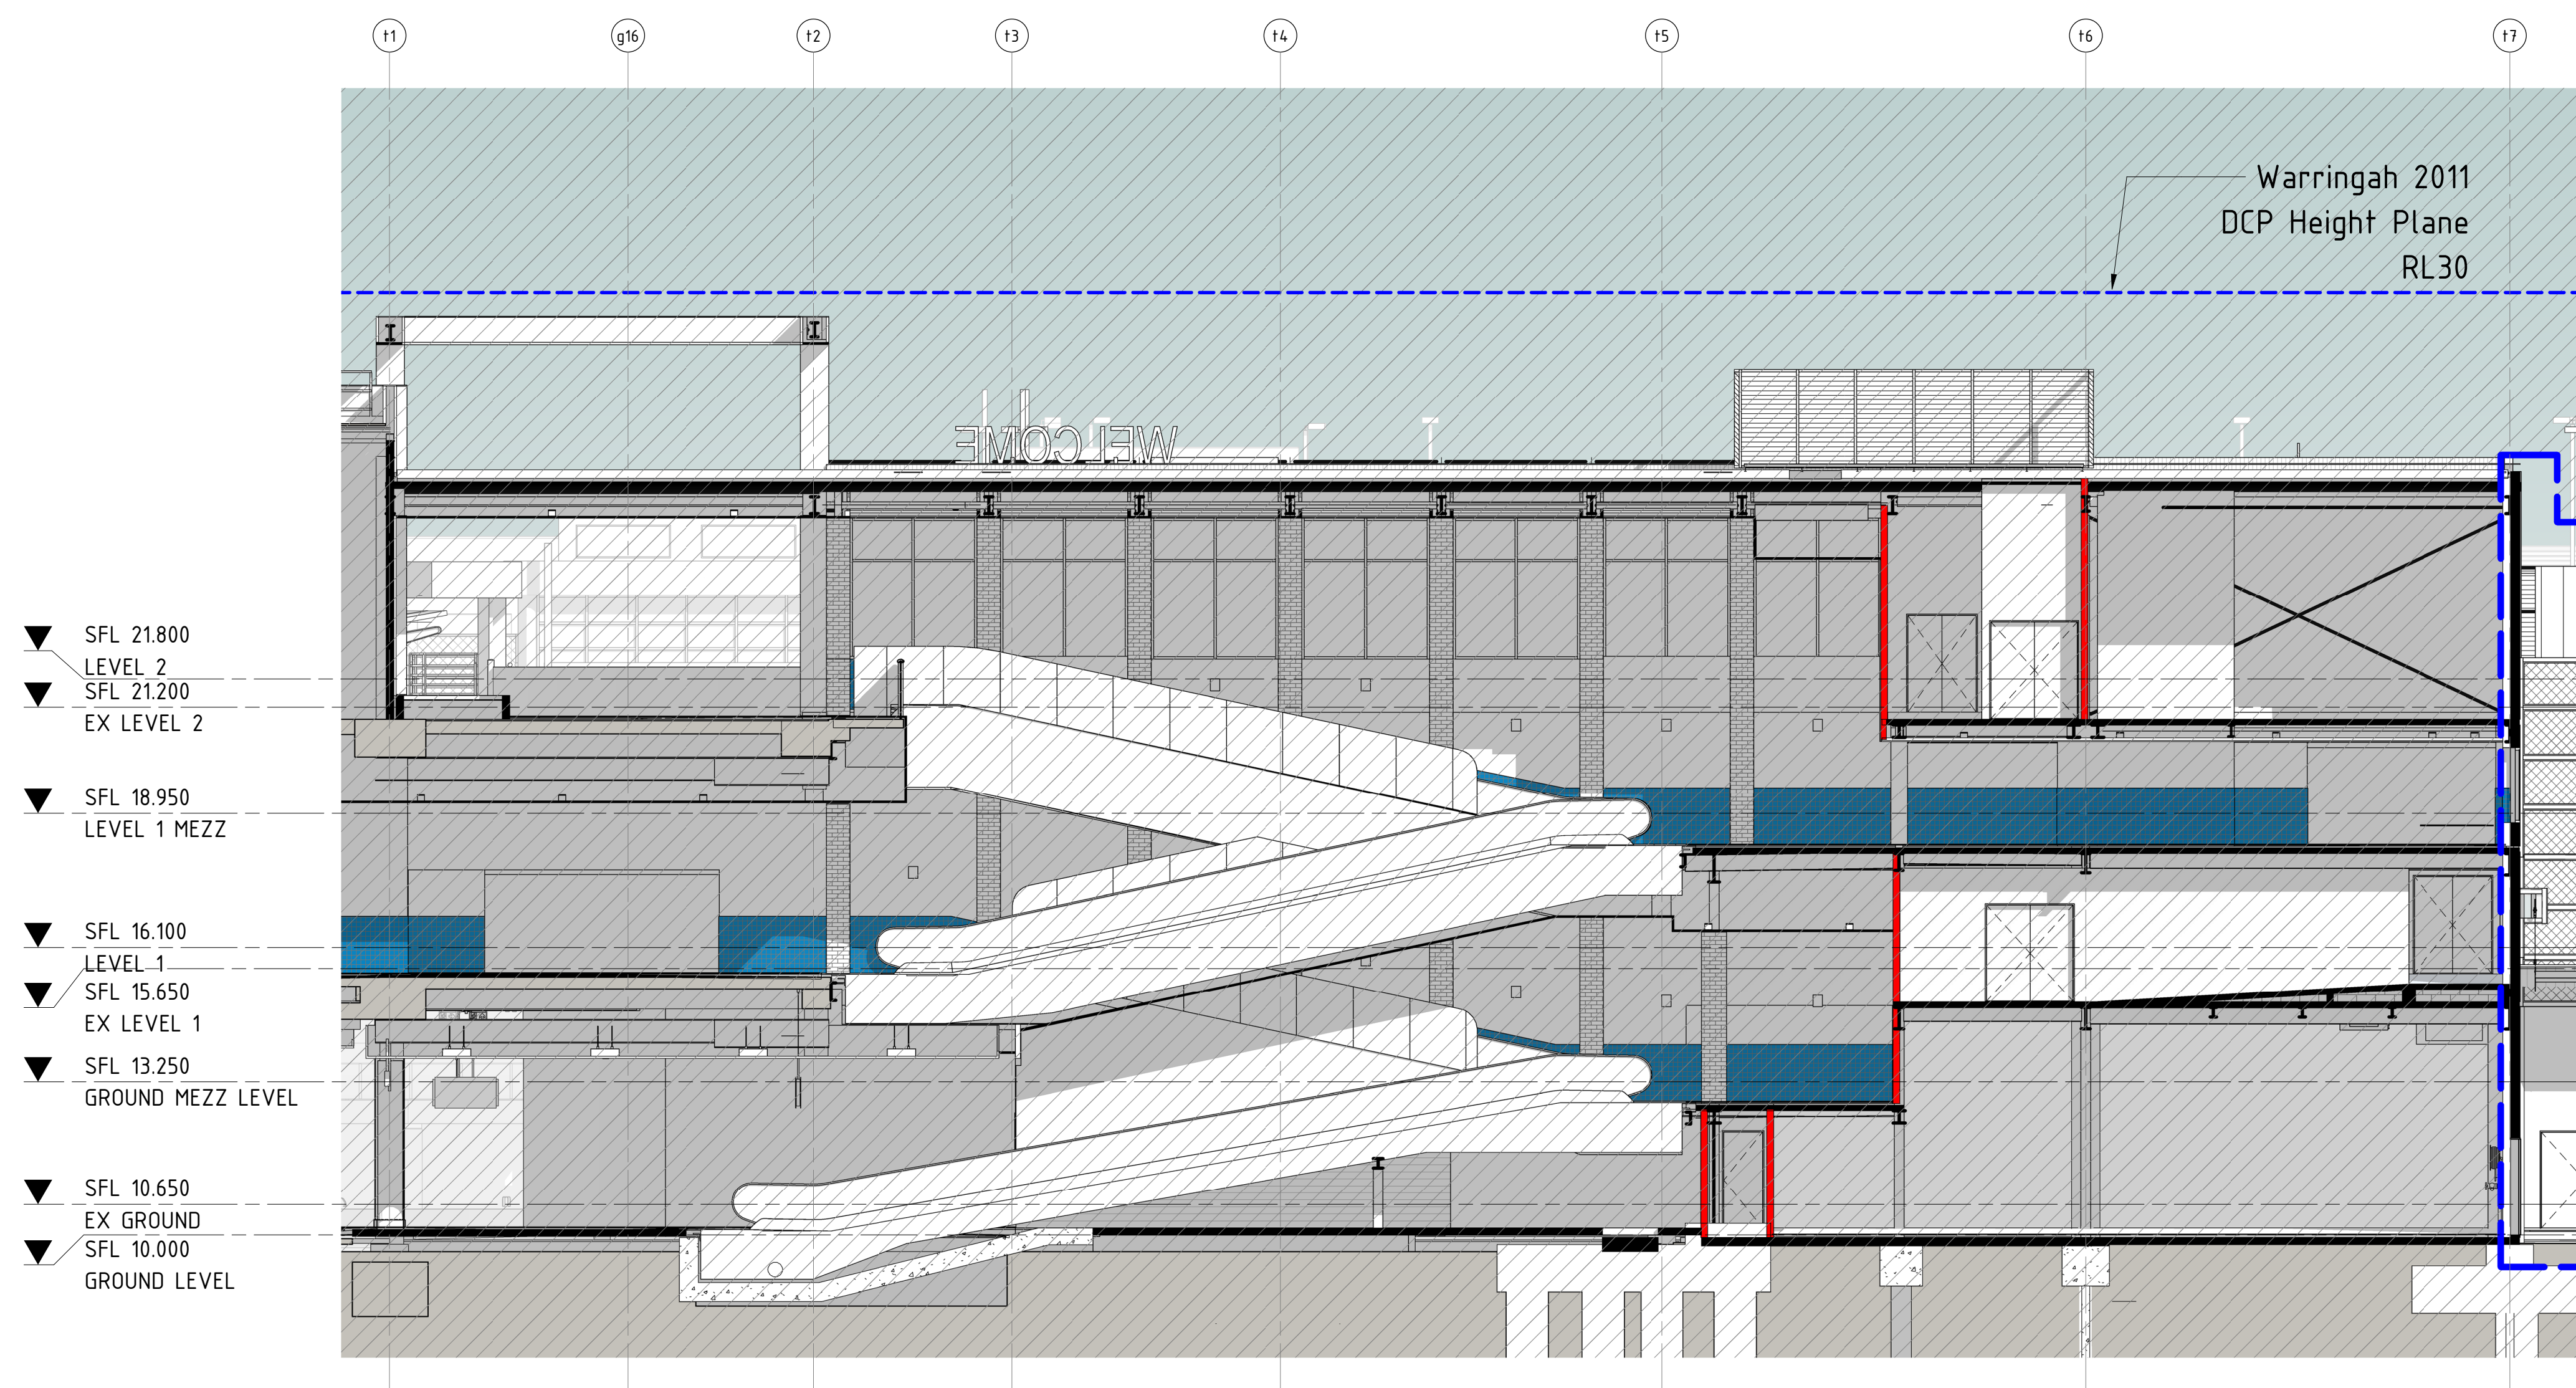 t1
g16
t2
t3
t4
t5
t6
t7
Warringah 2011
DCP Height Plane
RL30
WELCOME
SFL 21.800
LEVEL 2
SFL 21.200
EX LEVEL 2
SFL 18.950
LEVEL 1 MEZZ
SFL 16.100
LEVEL 1
SFL 15.650
EX LEVEL 1
SFL 13.250
GROUND MEZZ LEVEL
SFL 10.650
EX GROUND
SFL 10.000
GROUND LEVEL